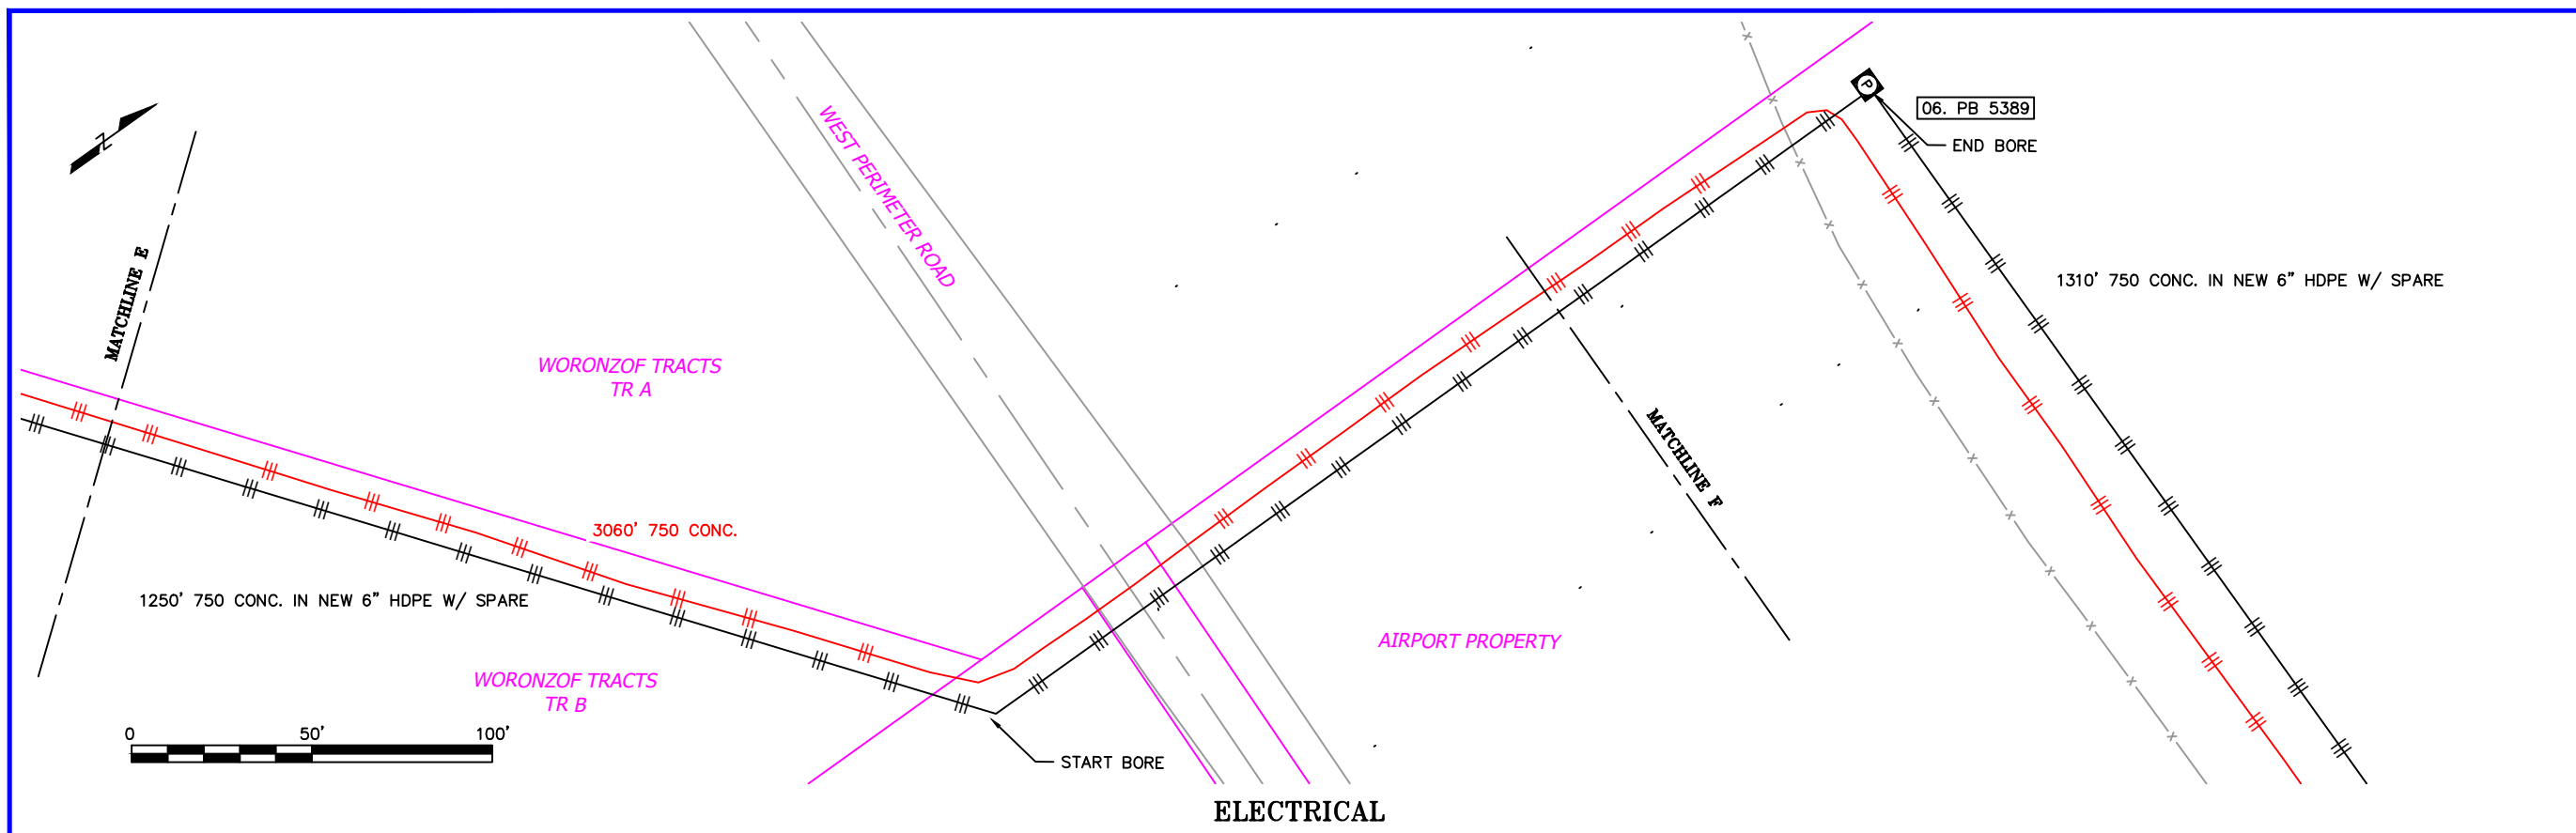 N
MATCHLINE E
WEST PERIMETER ROAD
P
06. PB 5389
END BORE
1310' 750 CONC. IN NEW 6" HDPE W/ SPARE
WORONZOF TRACTS
TR A
MATCHLINE F
3060' 750 CONC.
1250' 750 CONC. IN NEW 6" HDPE W/ SPARE
AIRPORT PROPERTY
WORONZOF TRACTS
TR B
0 50' 100'
START BORE
ELECTRICAL